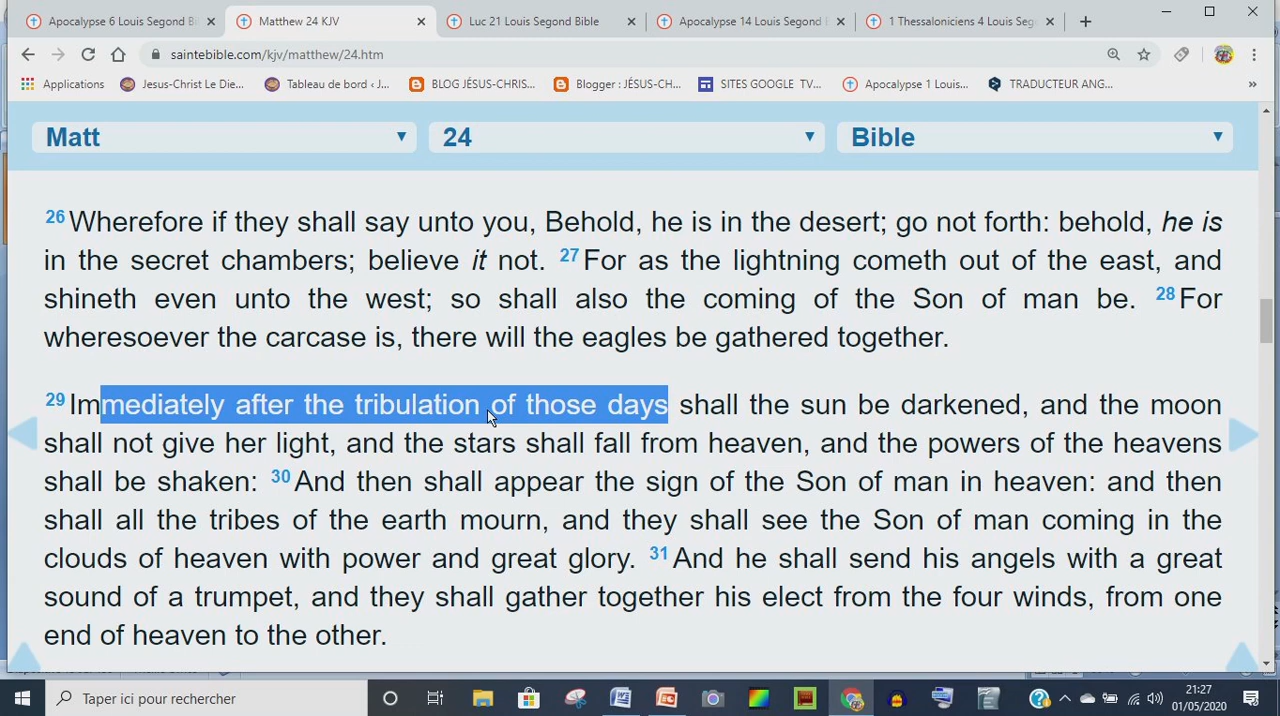 Apocalypse 6 Louis Segond Bi
Matthew 24 KJV
Luc 21 Louis Segond Bible
Apocalypse 14 Louis Segond
1 Thessaloniciens 4 Louis Seg
saintebible.com/kjv/matthew/24.htm
Applications
Jesus-Christ Le Die...
Tableau de bord ‹ J...
BLOG JÉSUS-CHRIS...
Blogger : JÉSUS-CH...
SITES GOOGLE TV...
Apocalypse 1 Louis...
TRADUCTEUR ANG...
Matt
24
Bible
26 Wherefore if they shall say unto you, Behold, he is in the desert; go not forth: behold, he is
in the secret chambers; believe it not. 27 For as the lightning cometh out of the east, and
shineth even unto the west; so shall also the coming of the Son of man be. 28 For
wheresoever the carcase is, there will the eagles be gathered together.
29 Immediately after the tribulation of those days shall the sun be darkened, and the moon
shall not give her light, and the stars shall fall from heaven, and the powers of the heavens
shall be shaken: 30 And then shall appear the sign of the Son of man in heaven: and then
shall all the tribes of the earth mourn, and they shall see the Son of man coming in the
clouds of heaven with power and great glory. 31 And he shall send his angels with a great
sound of a trumpet, and they shall gather together his elect from the four winds, from one
end of heaven to the other.
Taper ici pour rechercher
21:27
01/05/2020